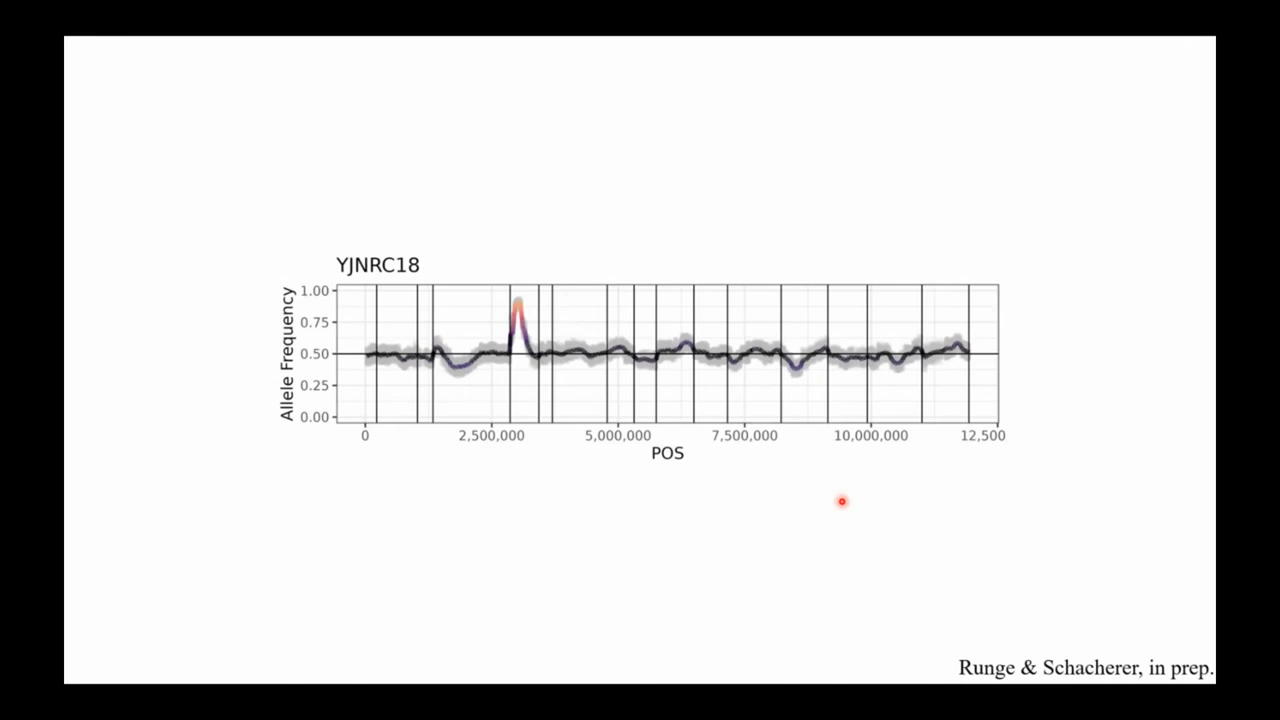 YJNRC18
Allele Frequency
1.00
0.75
0.50
0.25
0.00
0 2,500,000 5,000,000 7,500,000 10,000,000 12,500
POS
Runge & Schacherer, in prep.